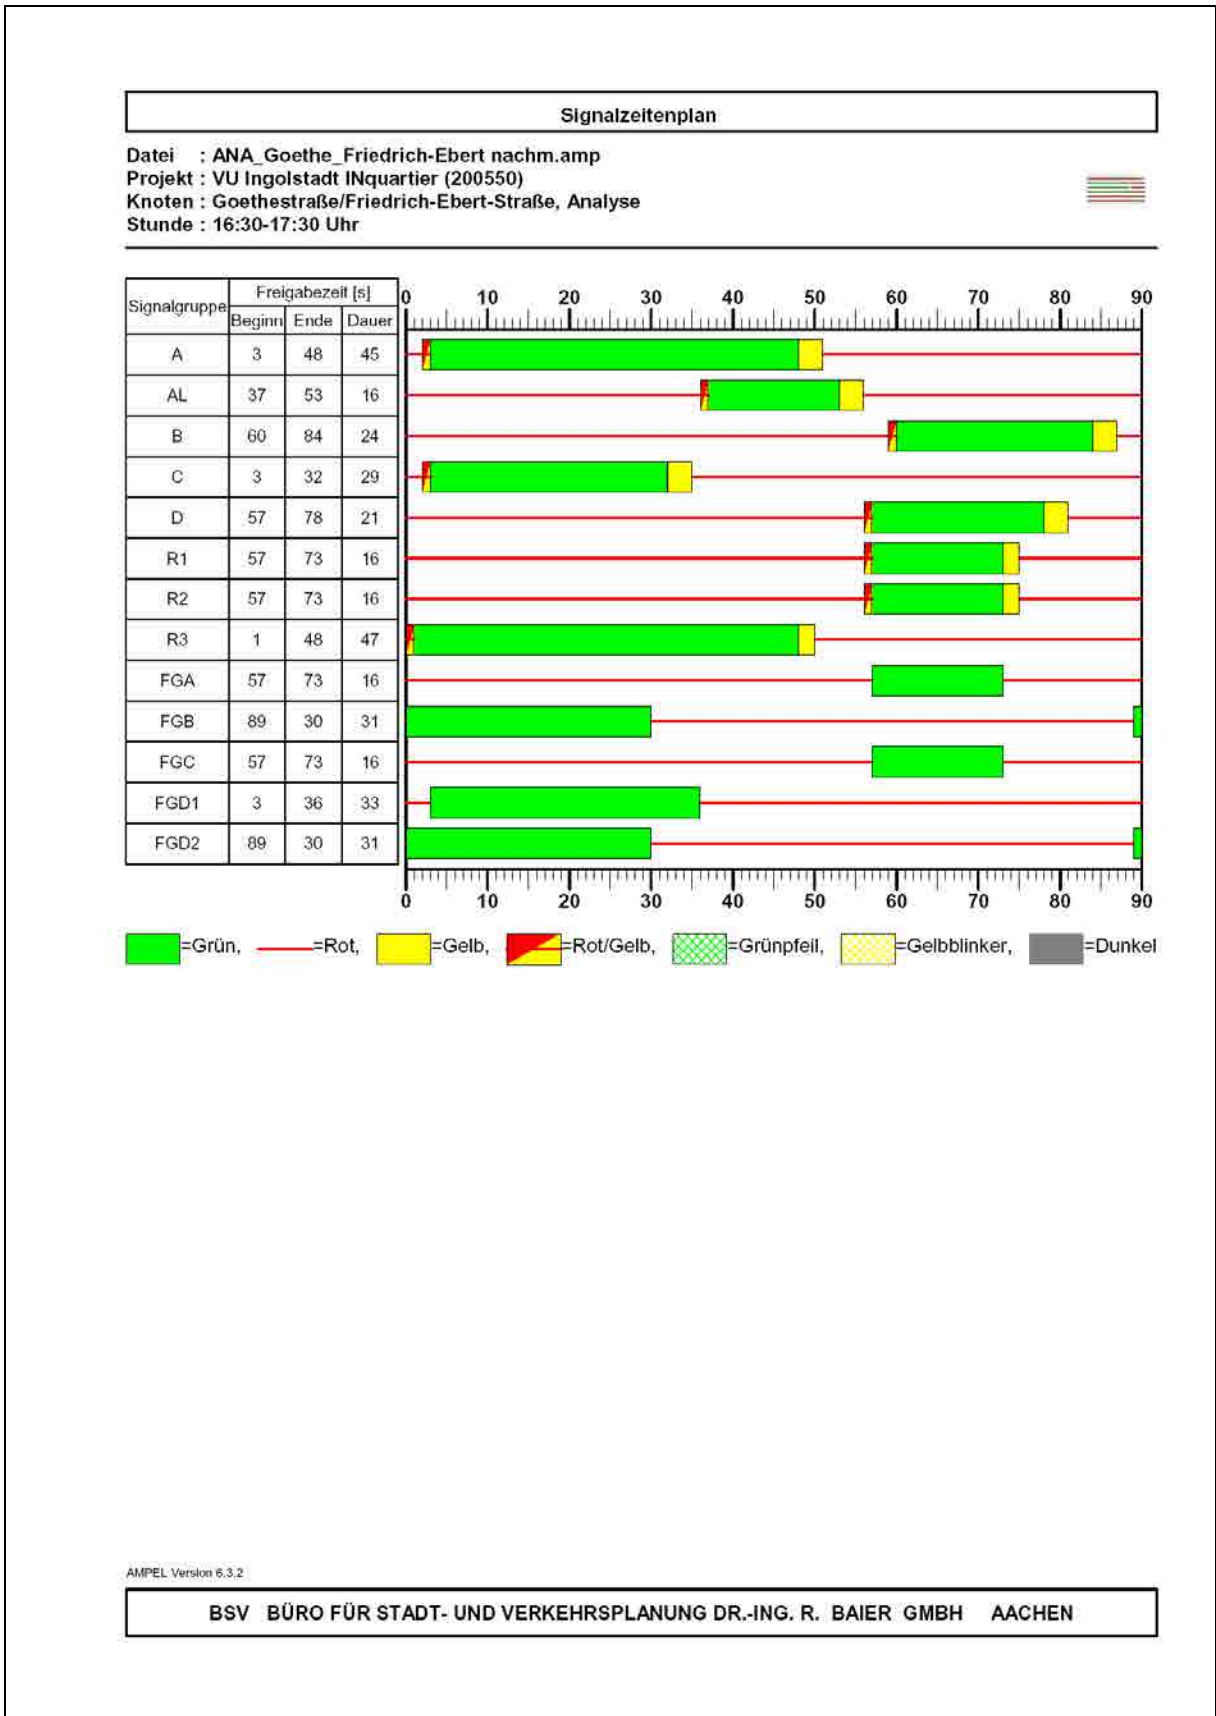 Signalzeitenplan
Datei : ANA_Goethe_Friedrich-Ebert nachm.amp
Projekt : VU Ingolstadt INquartier (200550)
Knoten : Goethestraße/Friedrich-Ebert-Straße, Analyse
Stunde : 16:30-17:30 Uhr
Signalgruppe Freigabezeit [s]
Beginn Ende Dauer
0 10 20 30 40 50 60 70 80 90
A 3 48 45
AL 37 53 16
B 60 84 24
C 3 32 29
D 57 78 21
R1 57 73 16
R2 57 73 16
R3 1 48 47
FGA 57 73 16
FGB 89 30 31
FGC 57 73 16
FGD1 3 36 33
FGD2 89 30 31
0 10 20 30 40 50 60 70 80 90
=Grün, =Rot, =Gelb, =Rot/Gelb, =Grünpfeil, =Gelbblinker, =Dunkel
AMPEL Version 6.3.2
BSV BÜRO FÜR STADT- UND VERKEHRSPLANUNG DR.-ING. R. BAIER GMBH AACHEN